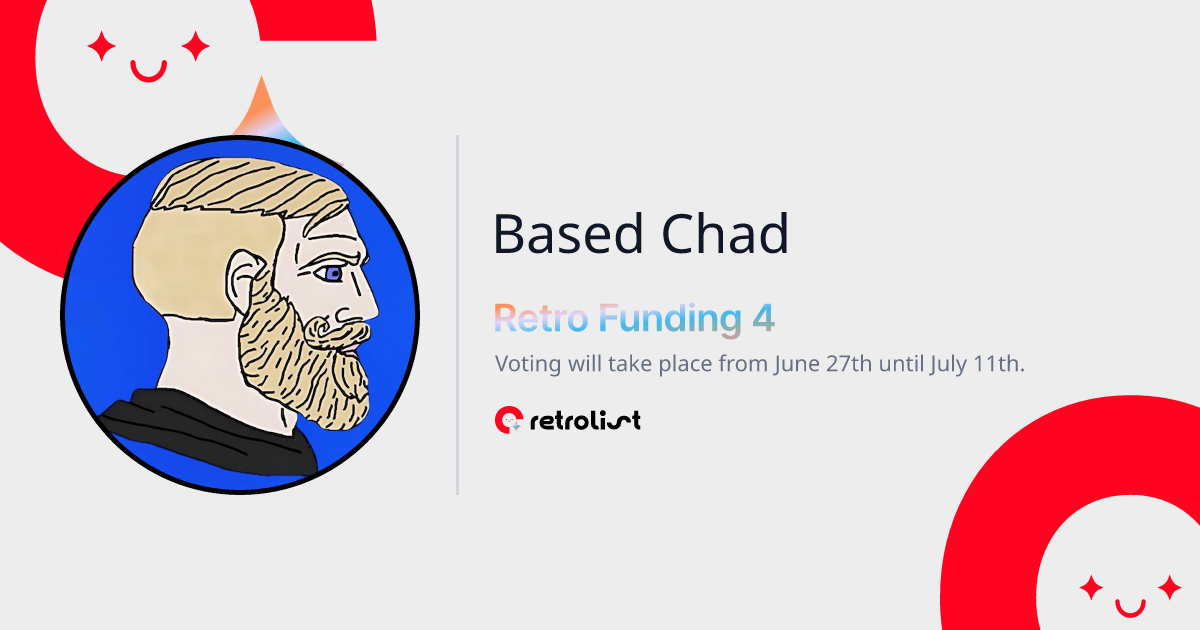 Based Chad
Retro Funding 4
Voting will take place from June 27th until July 11th.
retrolist